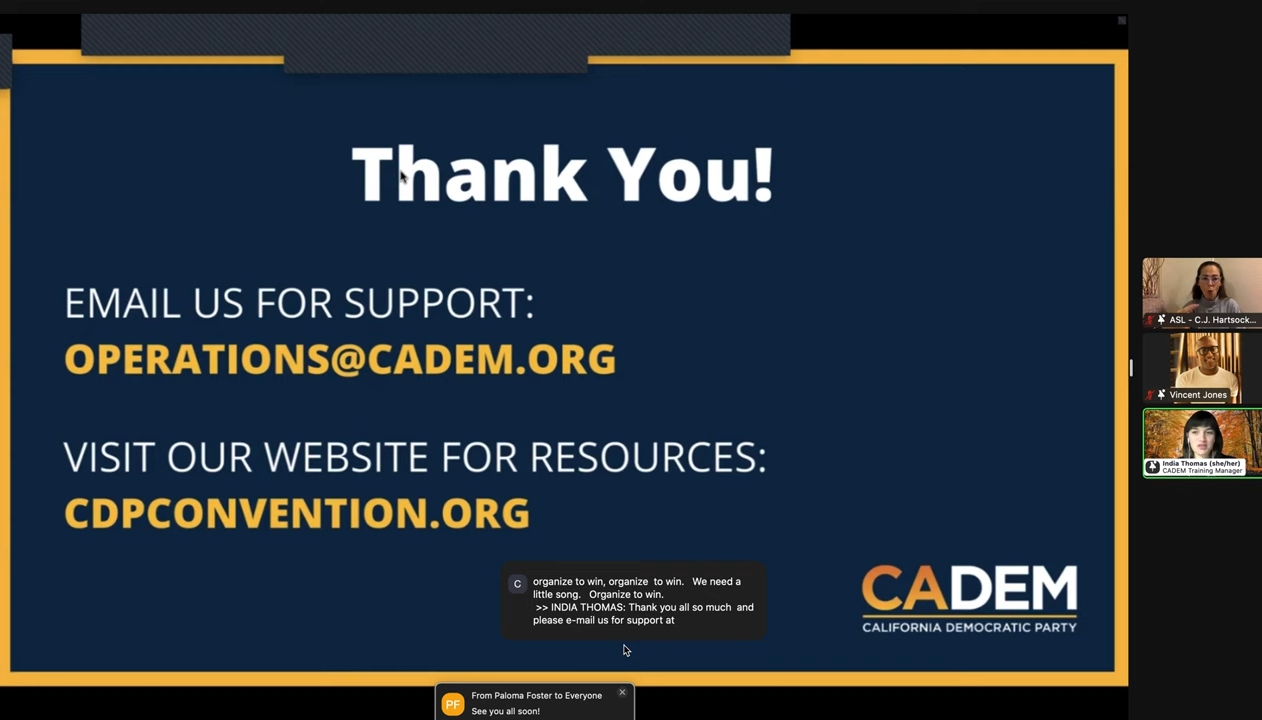 Thank You!
EMAIL US FOR SUPPORT:
OPERATIONS@CADEM.ORG
VISIT OUR WEBSITE FOR RESOURCES:
CDPCONVENTION.ORG
CADEM
CALIFORNIA DEMOCRATIC PARTY
C
organize to win, organize to win. We need a
little song. Organize to win.
>> INDIA THOMAS: Thank you all so much and
please e-mail us for support at
PF
From Paloma Foster to Everyone
See you all soon!
ASL - C.J. Hartsock...
Vincent Jones
India Thomas (she/her)
CADEM Training Manager